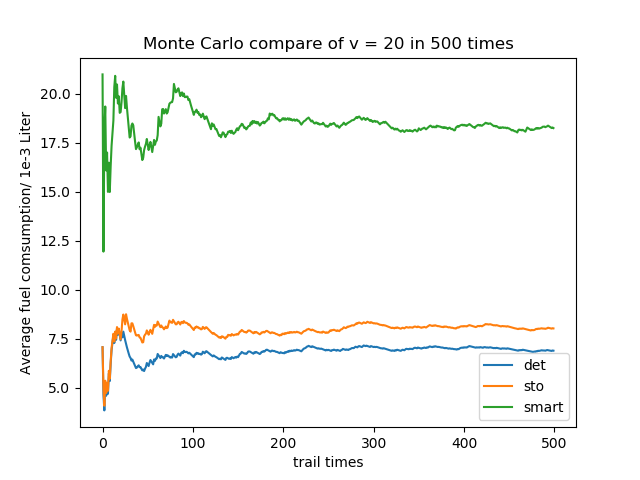 Monte Carlo compare of v = 20 in 500 times
Average fuel comsumption/ 1e-3 Liter
20.0
17.5
15.0
12.5
10.0
7.5
5.0
det
sto
smart
0 100 200 300 400 500
trail times